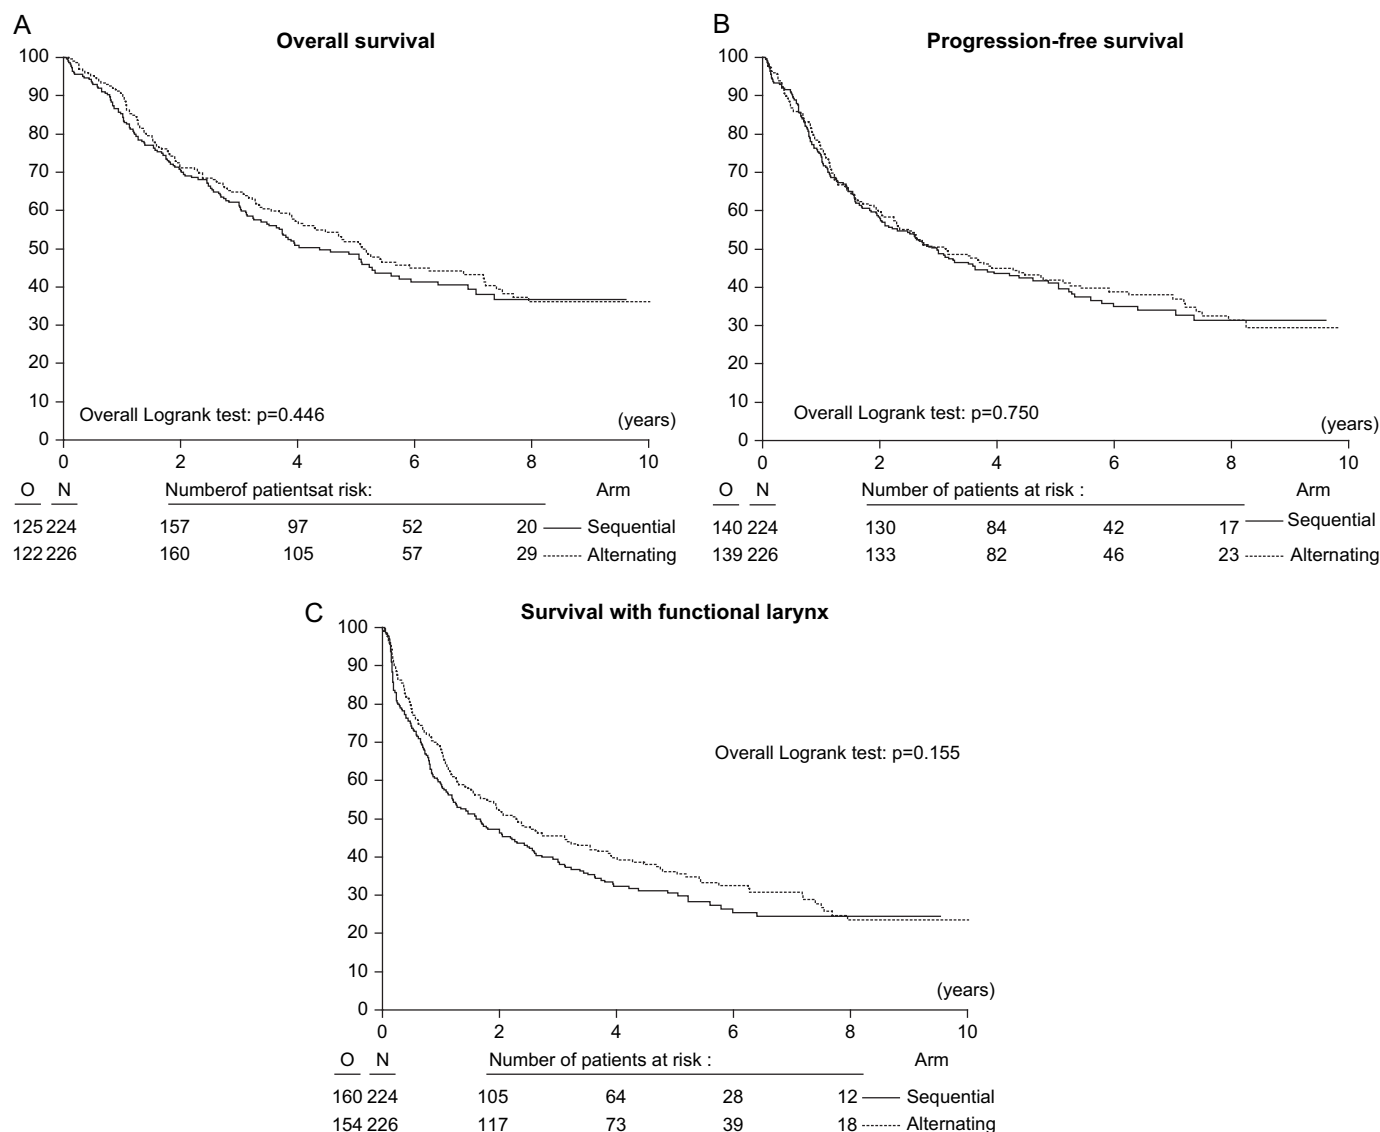 A
Overall survival
100
90
80
70
60
50
40
30
20
10
0
Overall Logrank test: p=0.446
(years)
0 2 4 6 8 10
O N Numberof patientsat risk: Arm
125 224 157 97 52 20 Sequential
122 226 160 105 57 29 Alternating
B
Progression-free survival
100
90
80
70
60
50
40
30
20
10
0
Overall Logrank test: p=0.750
(years)
0 2 4 6 8 10
O N Number of patients at risk : Arm
140 224 130 84 42 17 Sequential
139 226 133 82 46 23 Alternating
C
Survival with functional larynx
100
90
80
70
60
50
40
30
20
10
0
Overall Logrank test: p=0.155
(years)
0 2 4 6 8 10
O N Number of patients at risk : Arm
160 224 105 64 28 12 Sequential
154 226 117 73 39 18 Alternating